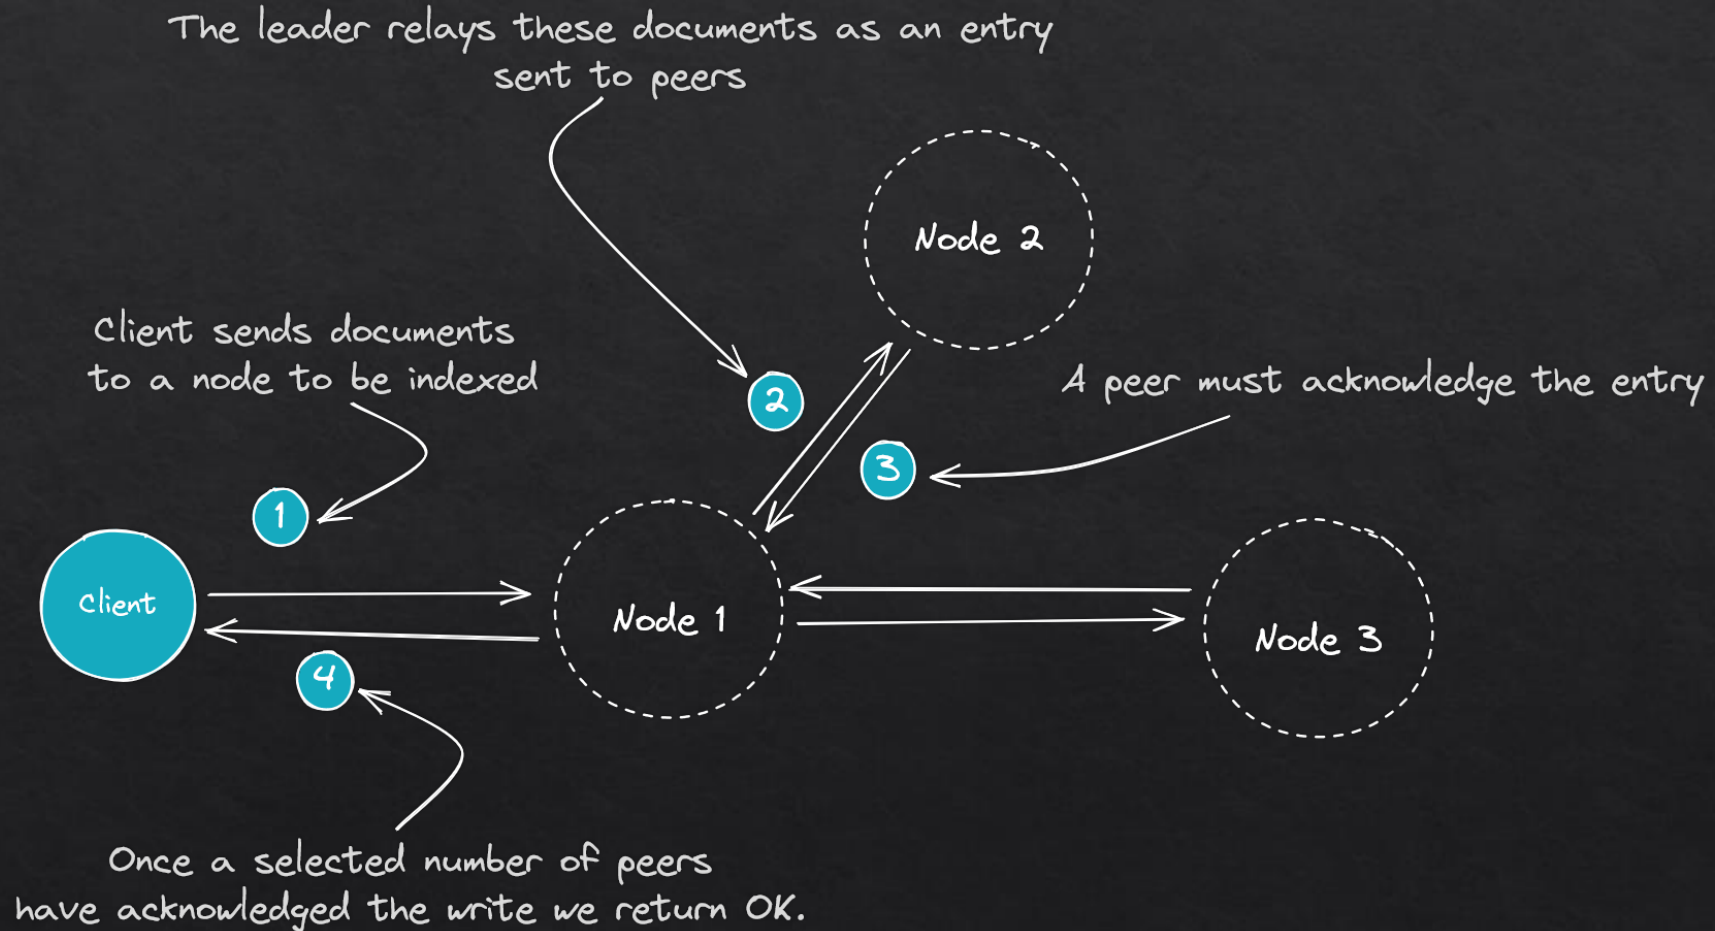 The leader relays these documents as an entry
sent to peers
Node 2
Client sends documents
to a node to be indexed
A peer must acknowledge the entry
2
3
1
Client
Node 1
Node 3
4
Once a selected number of peers
have acknowledged the write we return OK.